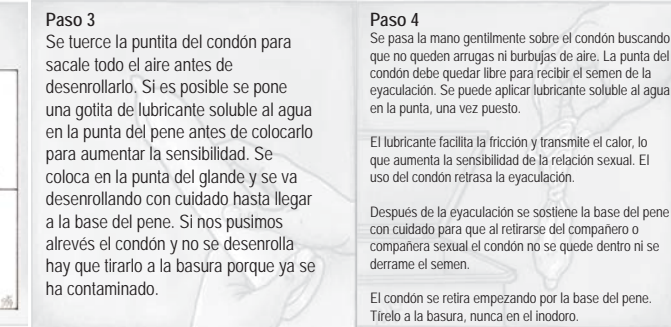 Paso 3
Se tuerce la puntita del condón para
sacale todo el aire antes de
desenrollarlo. Si es posible se pone
una gotita de lubricante soluble al agua
en la punta del pene antes de colocarlo
para aumentar la sensibilidad. Se
coloca en la punta del glande y se va
desenrollando con cuidado hasta llegar
a la base del pene. Si nos pusimos
alrevés el condón y no se desenrolla
hay que tirarlo a la basura porque ya se
ha contaminado.
Paso 4
Se pasa la mano gentilmente sobre el condón buscando
que no queden arrugas ni burbujas de aire. La punta del
condón debe quedar libre para recibir el semen de la
eyaculación. Se puede aplicar lubricante soluble al agua
en la punta, una vez puesto.
El lubricante facilita la fricción y transmite el calor, lo
que aumenta la sensibilidad de la relación sexual. El
uso del condón retrasa la eyaculación.
Después de la eyaculación se sostiene la base del pene
con cuidado para que al retirarse del compañero o
compañera sexual el condón no se quede dentro ni se
derrame el semen.
El condón se retira empezando por la base del pene.
Tírelo a la basura, nunca en el inodoro.